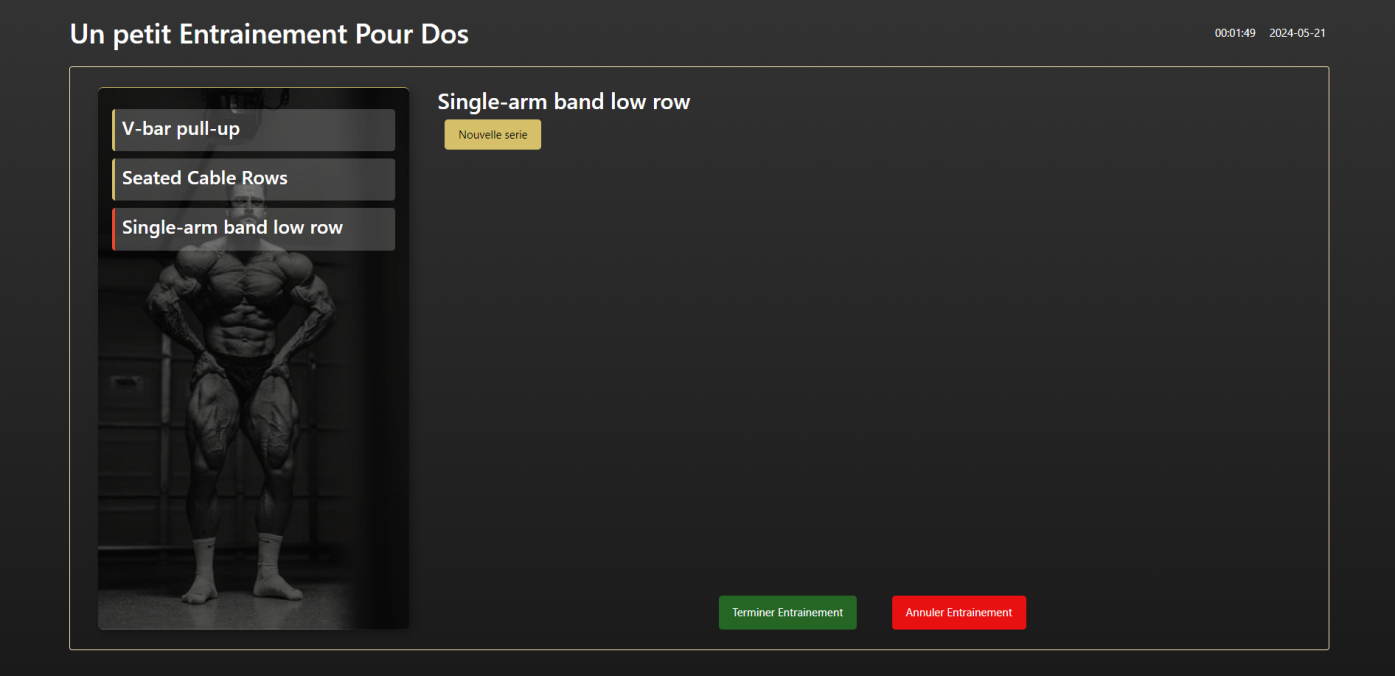 Un petit Entrainement Pour Dos
00:01:49 2024-05-21
V-bar pull-up
Seated Cable Rows
Single-arm band low row
Single-arm band low row
Nouvelle serie
Terminer Entrainement
Annuler Entrainement